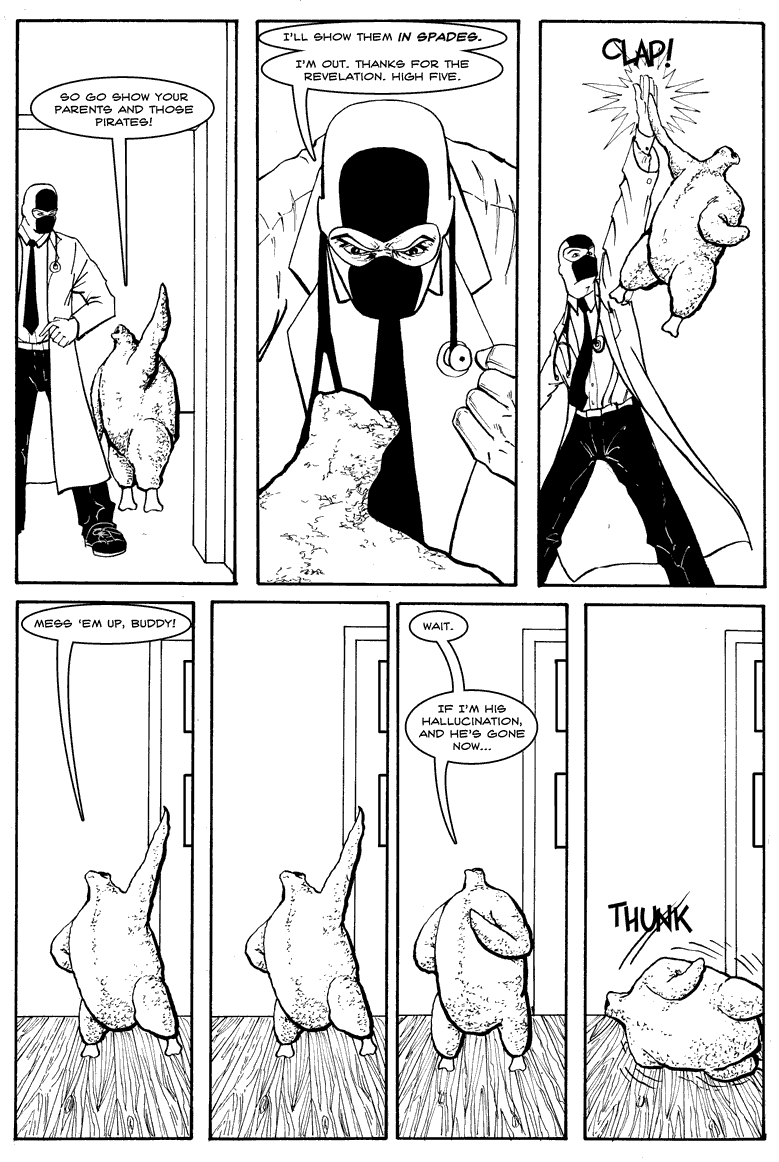 SO GO SHOW YOUR
PARENTS AND THOSE
PIRATES!
I'LL SHOW THEM IN SPADES.
I'M OUT. THANKS FOR THE
REVELATION. HIGH FIVE.
CLAP!
MESS 'EM UP, BUDDY!
WAIT.
IF I'M HIS
HALLUCINATION,
AND HE'S GONE
NOW...
THUNK